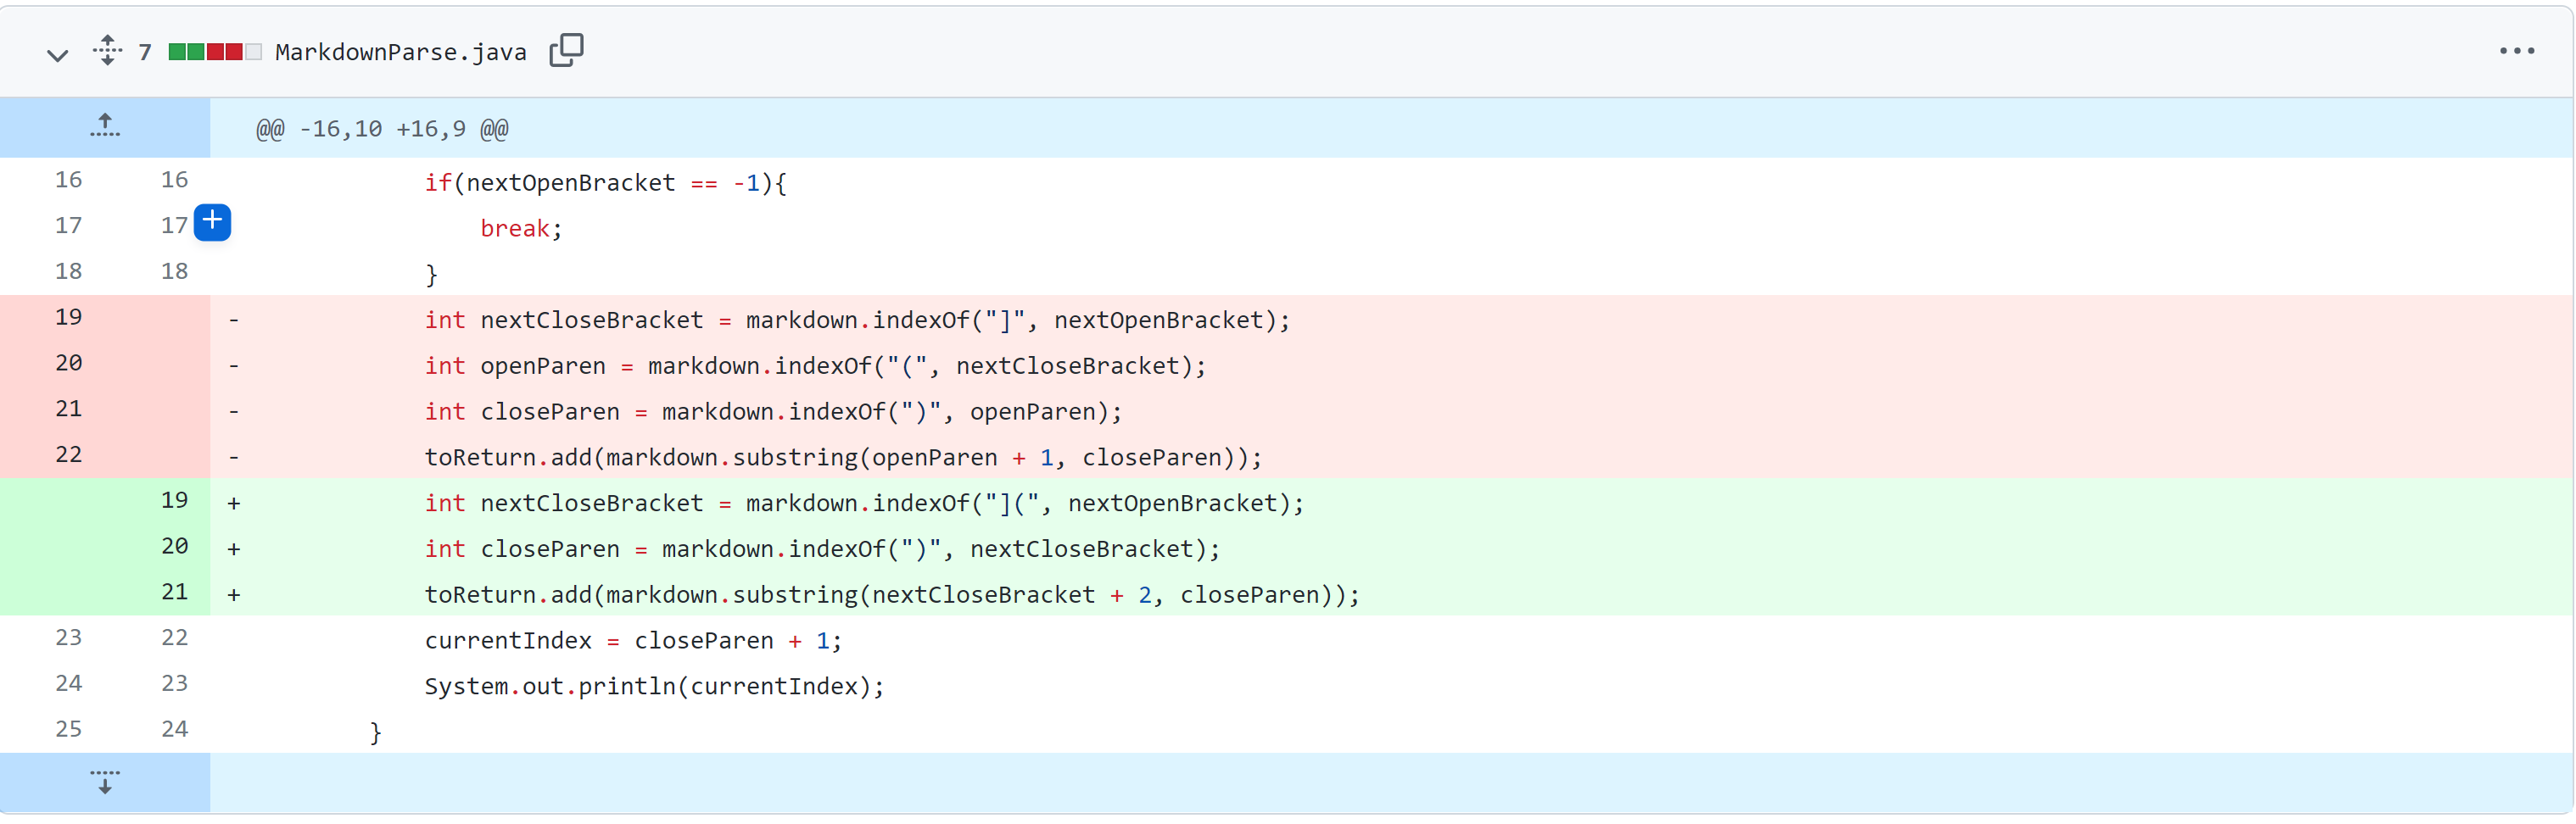 7 MarkdownParse.java
@@ -16,10 +16,9 @@
16 16 if(nextOpenBracket == -1){
17 17 break;
18 18 }
19 - int nextCloseBracket = markdown.indexOf("]", nextOpenBracket);
20 - int openParen = markdown.indexOf("(", nextCloseBracket);
21 - int closeParen = markdown.indexOf(")", openParen);
22 - toReturn.add(markdown.substring(openParen + 1, closeParen));
19 + int nextCloseBracket = markdown.indexOf("](", nextOpenBracket);
20 + int closeParen = markdown.indexOf(")", nextCloseBracket);
21 + toReturn.add(markdown.substring(nextCloseBracket + 2, closeParen));
23 22 currentIndex = closeParen + 1;
24 23 System.out.println(currentIndex);
25 24 }